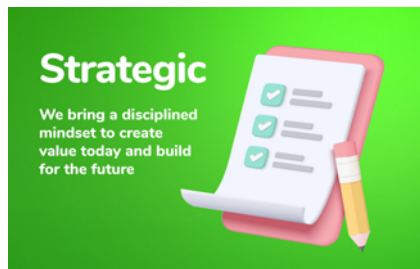 Strategic
We bring a disciplined
mindset to create
value today and build
for the future